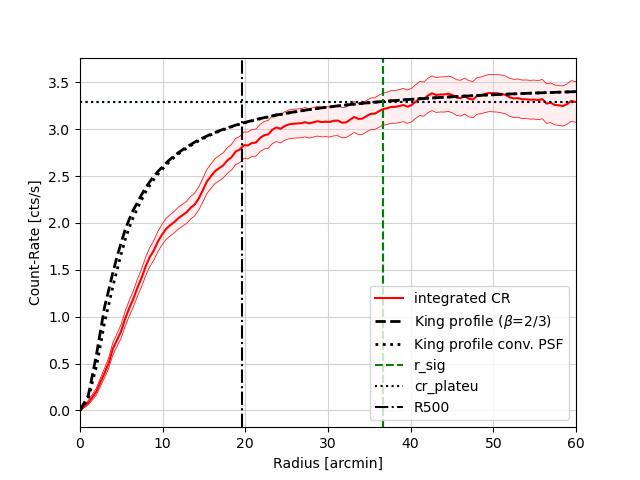 3.5
3.0
2.5
2.0
1.5
1.0
0.5
0.0
Count-Rate [cts/s]
integrated CR
King profile (β=2/3)
King profile conv. PSF
r_sig
cr_plateu
R500
0 10 20 30 40 50 60
Radius [arcmin]